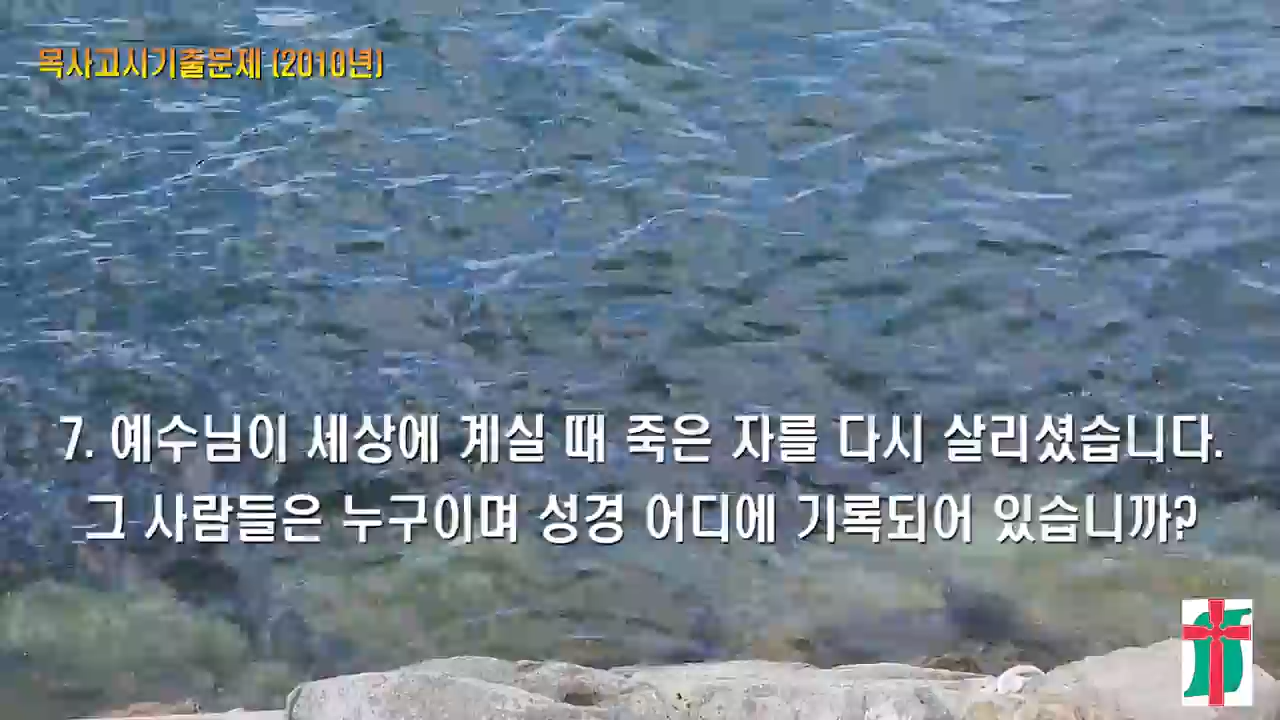 목사고시기출문제 (2010년)
7. 예수님이 세상에 계실 때 죽은 자를 다시 살리셨습니다.
그 사람들은 누구이며 성경 어디에 기록되어 있습니까?